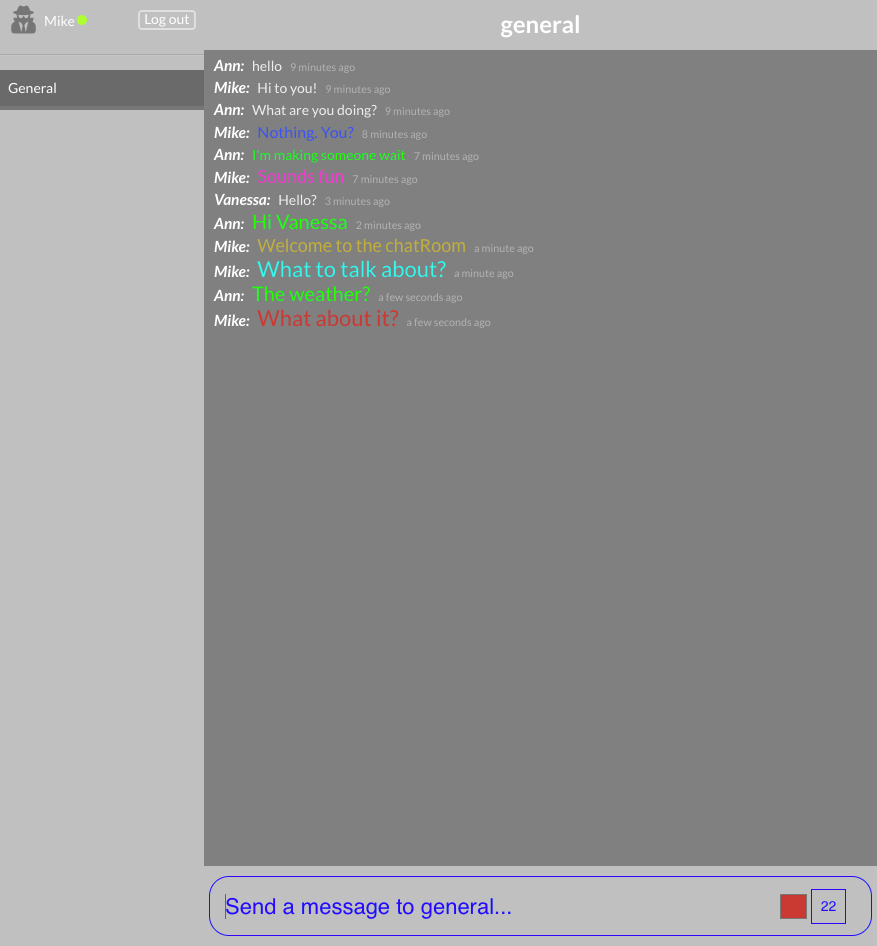 Mike
Log out
general
General
Ann: hello 9 minutes ago
Mike: Hi to you! 9 minutes ago
Ann: What are you doing? 9 minutes ago
Mike: Nothing. You? 8 minutes ago
Ann: I'm making someone wait 7 minutes ago
Mike: Sounds fun 7 minutes ago
Vanessa: Hello? 3 minutes ago
Ann: Hi Vanessa 2 minutes ago
Mike: Welcome to the chatRoom a minute ago
Mike: What to talk about? a minute ago
Ann: The weather? a few seconds ago
Mike: What about it? a few seconds ago
Send a message to general...
22